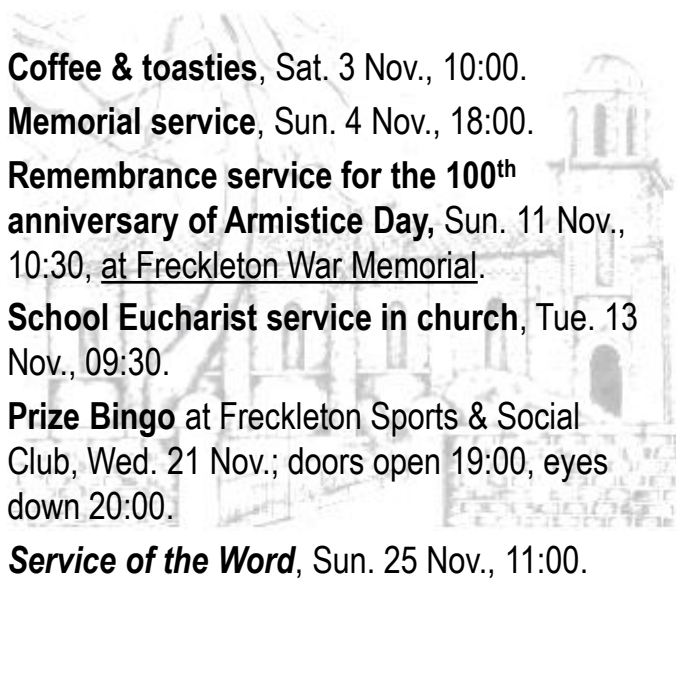 Coffee & toasties, Sat. 3 Nov., 10:00.
Memorial service, Sun. 4 Nov., 18:00.
Remembrance service for the 100th
anniversary of Armistice Day, Sun. 11 Nov.,
10:30, at Freckleton War Memorial.
School Eucharist service in church, Tue. 13
Nov., 09:30.
Prize Bingo at Freckleton Sports & Social
Club, Wed. 21 Nov.; doors open 19:00, eyes
down 20:00.
Service of the Word, Sun. 25 Nov., 11:00.